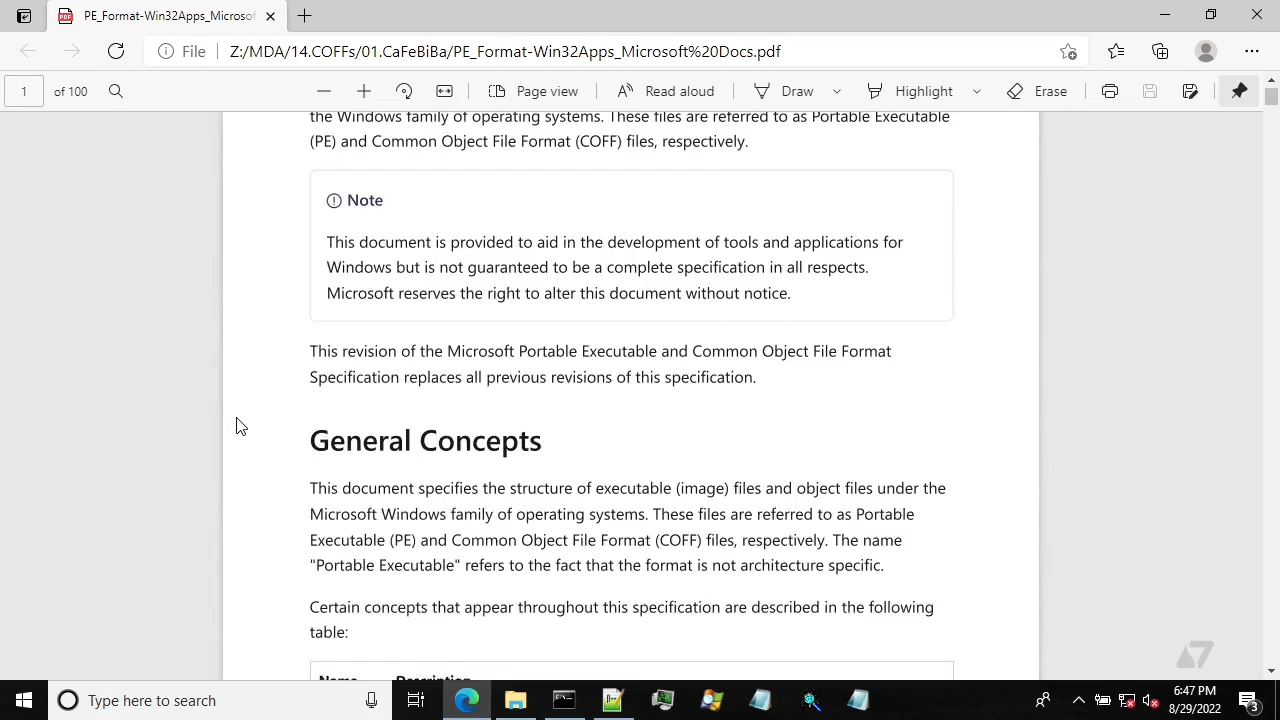 PE_Format-Win32Apps_Microsof
File
Z:/MDA/14.COFFs/01.CaFeBiBa/PE_Format-Win32Apps_Microsoft%20Docs.pdf
1 of 100
Page view
Read aloud
Draw
Highlight
Erase
the Windows family of operating systems. These files are referred to as Portable Executable
(PE) and Common Object File Format (COFF) files, respectively.
Note
This document is provided to aid in the development of tools and applications for
Windows but is not guaranteed to be a complete specification in all respects.
Microsoft reserves the right to alter this document without notice.
This revision of the Microsoft Portable Executable and Common Object File Format
Specification replaces all previous revisions of this specification.
General Concepts
This document specifies the structure of executable (image) files and object files under the
Microsoft Windows family of operating systems. These files are referred to as Portable
Executable (PE) and Common Object File Format (COFF) files, respectively. The name
"Portable Executable" refers to the fact that the format is not architecture specific.
Certain concepts that appear throughout this specification are described in the following
table:
Name Description
Type here to search
6:47 PM
8/29/2022
3